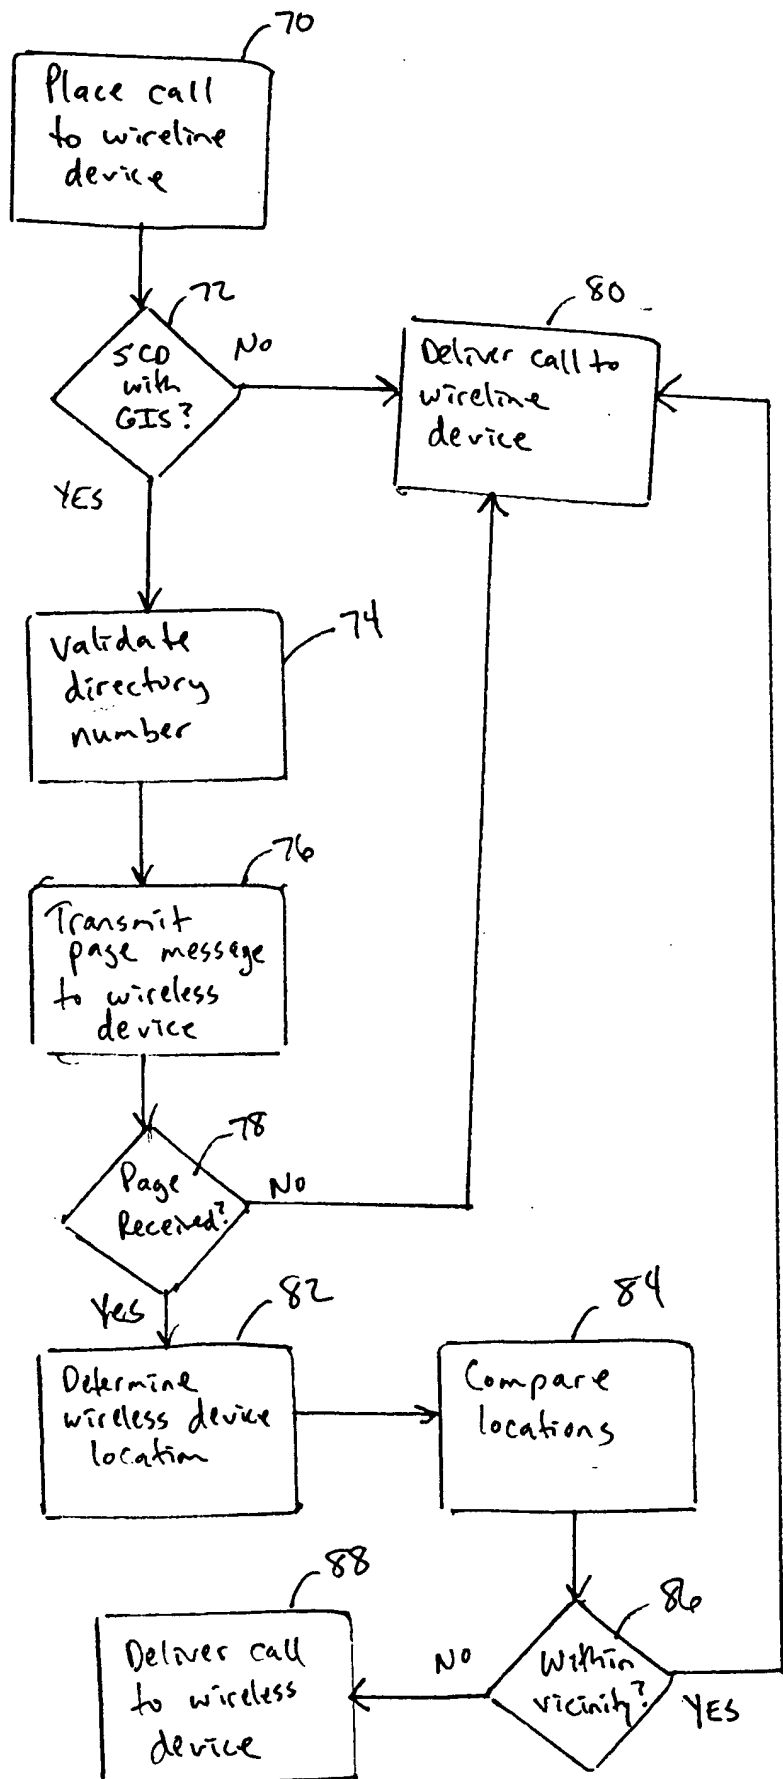 70
Place call
to wireline
device
72
SCD
with
GIS?
NO
YES
80
Deliver call to
wireline
device
74
Validate
directory
number
76
Transmit
page message
to wireless
device
78
Page
Received?
NO
Yes
82
Determine
wireless device
location
84
Compare
locations
86
Within
vicinity?
NO
YES
88
Deliver call
to wireless
device